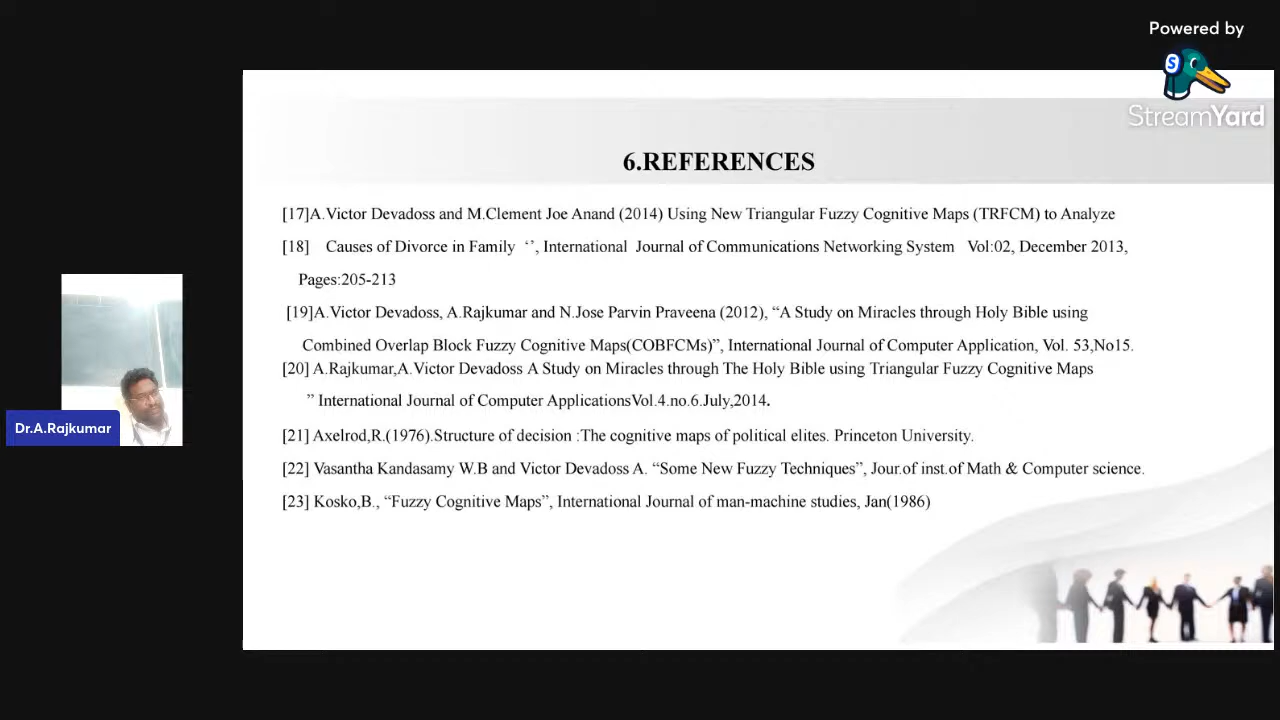 Powered by
S
StreamYard
6.REFERENCES
[17]A.Victor Devadoss and M.Clement Joe Anand (2014) Using New Triangular Fuzzy Cognitive Maps (TRFCM) to Analyze
[18] Causes of Divorce in Family ‘’, International Journal of Communications Networking System Vol:02, December 2013,
Pages:205-213
[19]A.Victor Devadoss, A.Rajkumar and N.Jose Parvin Praveena (2012), “A Study on Miracles through Holy Bible using
Combined Overlap Block Fuzzy Cognitive Maps(COBFCMs)”, International Journal of Computer Application, Vol. 53,No15.
[20] A.Rajkumar,A.Victor Devadoss A Study on Miracles through The Holy Bible using Triangular Fuzzy Cognitive Maps
” International Journal of Computer ApplicationsVol.4.no.6.July,2014.
[21] Axelrod,R.(1976).Structure of decision :The cognitive maps of political elites. Princeton University.
[22] Vasantha Kandasamy W.B and Victor Devadoss A. “Some New Fuzzy Techniques”, Jour.of inst.of Math & Computer science.
[23] Kosko,B., “Fuzzy Cognitive Maps”, International Journal of man-machine studies, Jan(1986)
Dr.A.Rajkumar